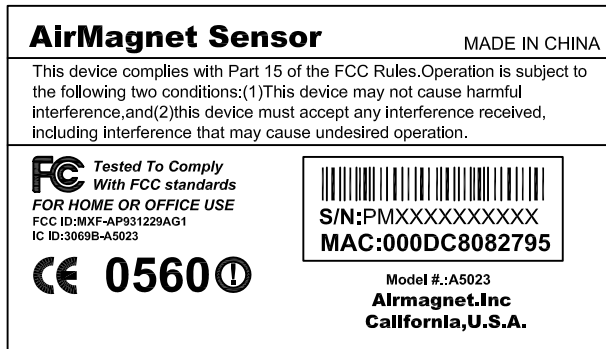 AirMagnet Sensor
MADE IN CHINA
This device complies with Part 15 of the FCC Rules.Operation is subject to
the following two conditions:(1)This device may not cause harmful
interference,and(2)this device must accept any interference received,
including interference that may cause undesired operation.
FC Tested To Comply
With FCC standards
FOR HOME OR OFFICE USE
FCC ID:MXF-AP931229AG1
IC ID:3069B-A5023
CE 0560
S/N:PMXXXXXXXXXX
MAC:000DC8082795
Model #.:A5023
AIrmagnet.Inc
CalIfornIa,U.S.A.